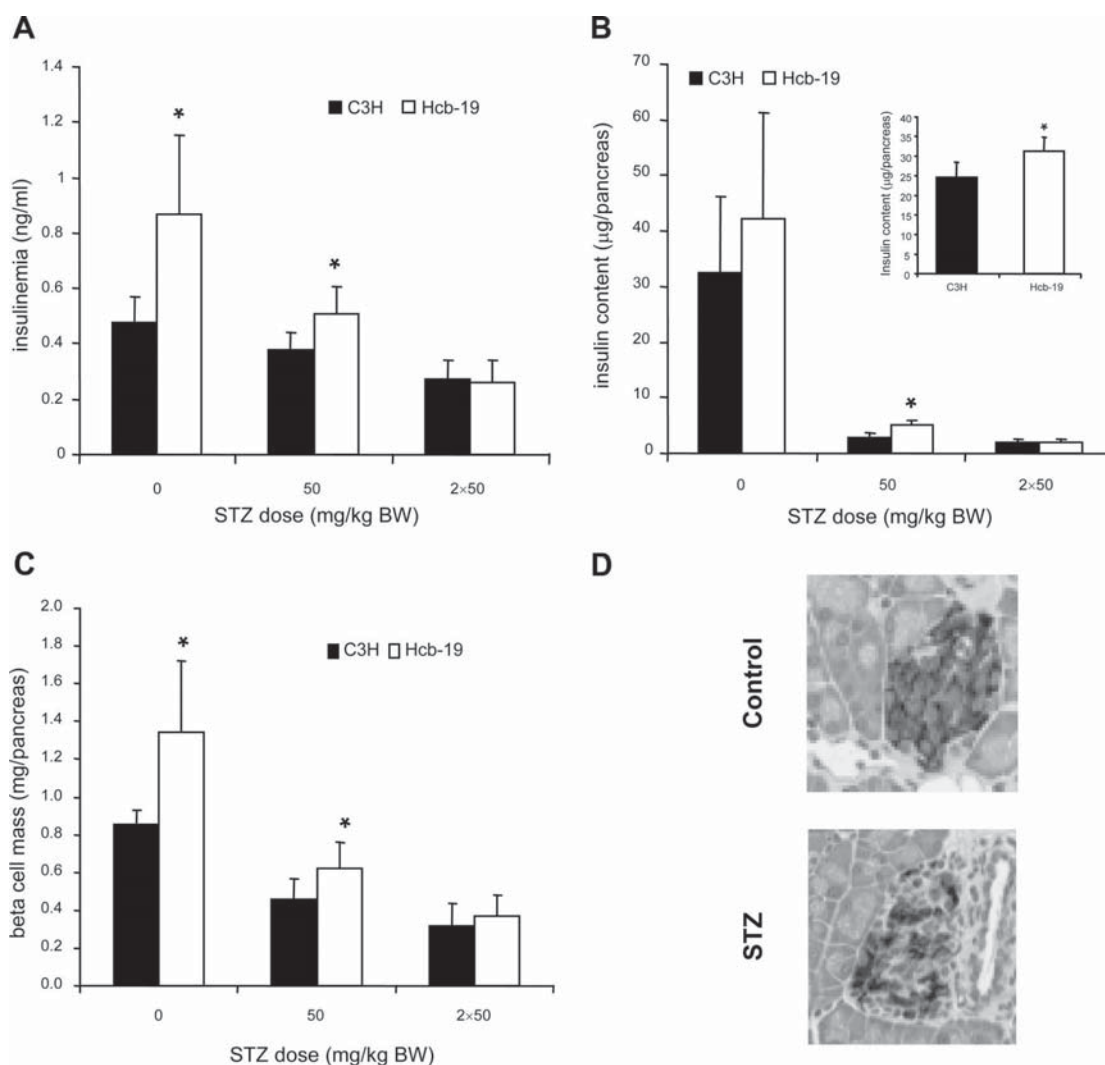 A
1.4
1.2
1
0.8
0.6
0.4
0.2
0
insulinemia (ng/ml)
C3H Hcb-19
*
*
0 50 2×50
STZ dose (mg/kg BW)
B
C3H Hcb-19
70
60
50
40
30
20
10
0
insulin content (μg/pancreas)
*
0 50 2×50
STZ dose (mg/kg BW)
40
35
30
25
20
15
10
5
0
Insulin content (μg/pancreas)
*
C3H Hcb-19
C
2.0
1.8
1.6
1.4
1.2
1.0
0.8
0.6
0.4
0.2
0.0
beta cell mass (mg/pancreas)
C3H Hcb-19
*
*
0 50 2×50
STZ dose (mg/kg BW)
D
Control
STZ